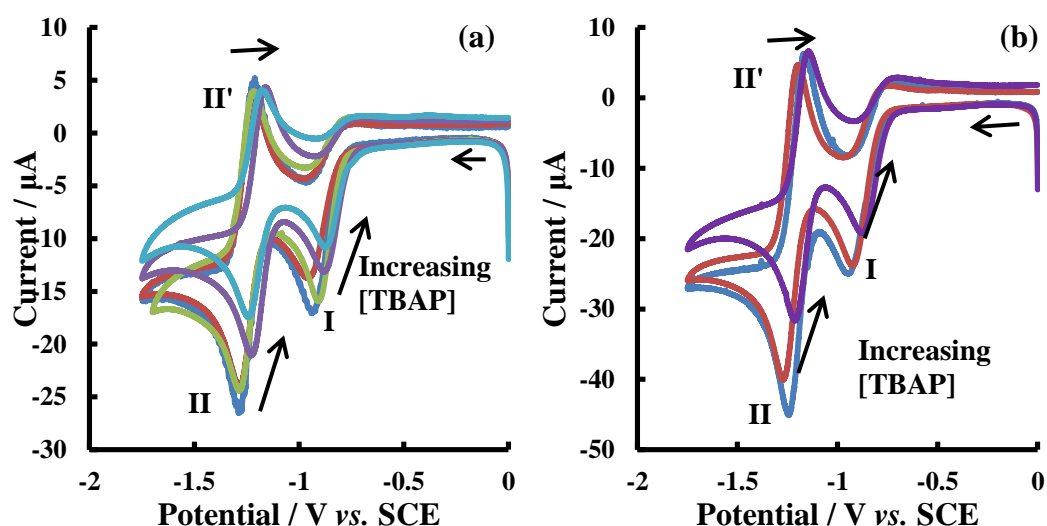 10
5
0
-5
-10
-15
-20
-25
-30
-2
-1.5
-1
-0.5
0
Current / µA
Potential / V vs. SCE
(a)
II'
Increasing
[TBAP]
I
II
10
0
-10
-20
-30
-40
-50
-2
-1.5
-1
-0.5
0
Current / µA
Potential / V vs. SCE
(b)
II'
I
Increasing
[TBAP]
II